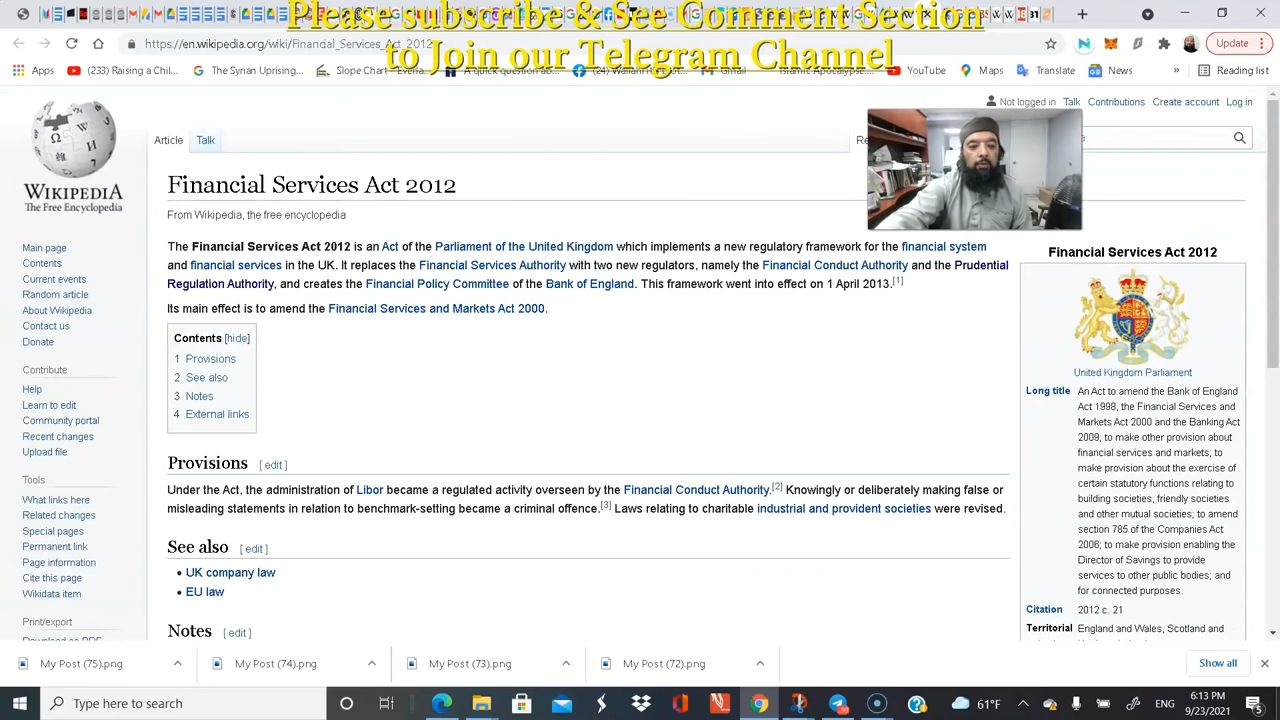 Please subscribe & See Comment Section
to Join our Telegram Channel
https://en.wikipedia.org/wiki/Financial_Services_Act_2012
Update
Apps
(233) Raising a Chil...
The Syrian Uprising:...
Slope Chart
A quick question
Gmail
Islamic Apocalypse...
YouTube
Maps
Translate
News
»
Reading list
Not logged in Talk Contributions Create account Log in
Article Talk
Financial Services Act 2012
From Wikipedia, the free encyclopedia
WIKIPEDIA
The Free Encyclopedia
Main page
Contents
Current events
Random article
About Wikipedia
Contact us
Donate
Contribute
Help
Learn to edit
Community portal
Recent changes
Upload file
Tools
What links here
Related changes
Special pages
Permanent link
Page information
Cite this page
Wikidata item
Print/export
Download as PDF
The Financial Services Act 2012 is an Act of the Parliament of the United Kingdom which implements a new regulatory framework for the financial system
and financial services in the UK. It replaces the Financial Services Authority with two new regulators, namely the Financial Conduct Authority and the Prudential
Regulation Authority, and creates the Financial Policy Committee of the Bank of England. This framework went into effect on 1 April 2013.[1]
Its main effect is to amend the Financial Services and Markets Act 2000.
Contents [hide]
1 Provisions
2 See also
3 Notes
4 External links
Provisions [ edit ]
Under the Act, the administration of Libor became a regulated activity overseen by the Financial Conduct Authority.[2] Knowingly or deliberately making false or
misleading statements in relation to benchmark-setting became a criminal offence.[3] Laws relating to charitable industrial and provident societies were revised.
See also [ edit ]
• UK company law
• EU law
Notes [ edit ]
Financial Services Act 2012
United Kingdom Parliament
Long title An Act to amend the Bank of England
Act 1998, the Financial Services and
Markets Act 2000 and the Banking Act
2009; to make other provision about
financial services and markets; to
make provision about the exercise of
certain statutory functions relating to
building societies, friendly societies
and other mutual societies; to amend
section 785 of the Companies Act
2006; to make provision enabling the
Director of Savings to provide
services to other public bodies; and
for connected purposes.
Citation 2012 c. 21
Territorial England and Wales, Scotland and
My Post (75).png
My Post (74).png
My Post (73).png
My Post (72).png
Show all
Type here to search
61°F
ENG
6:13 PM
9/23/2021
5